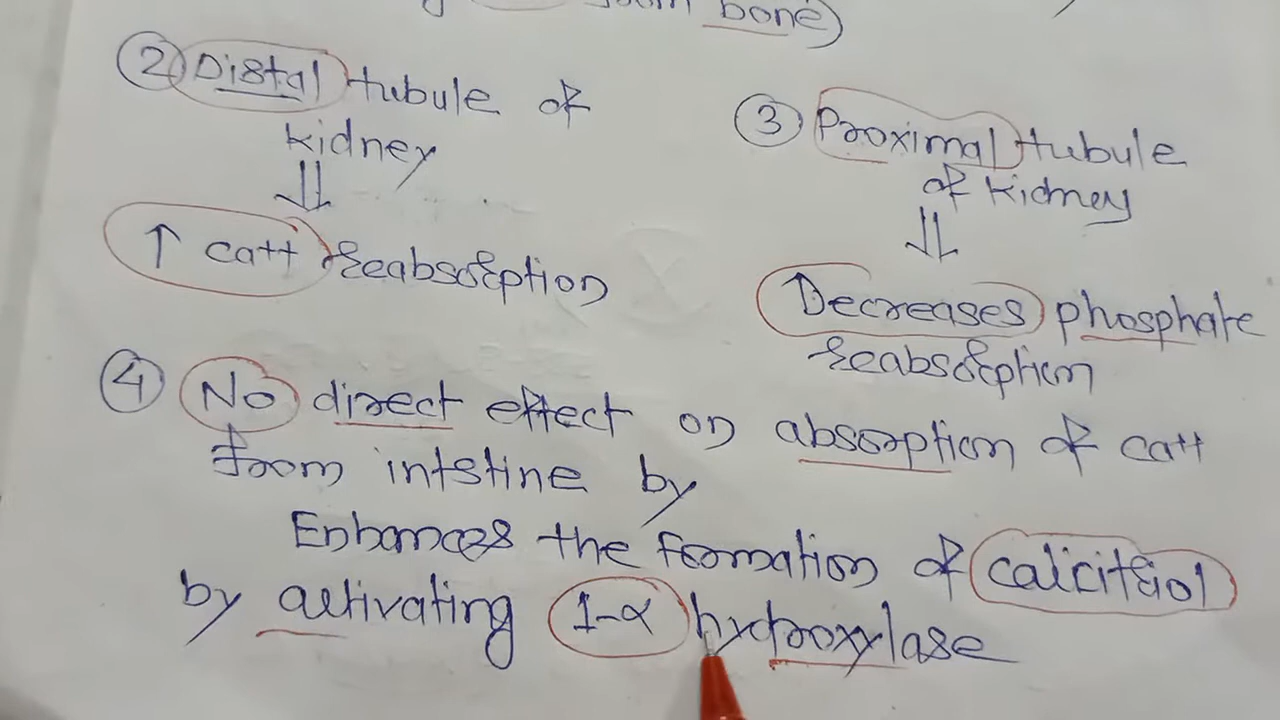 bone)
② Distal tubule of
kidney
⇓
↑ ca++ reabsorption
③ Proximal tubule
of kidney
⇓
Decreases phosphate
reabsorption
④ No direct effect on absorption of ca++
from intstine by
Enhances the formation of calicitriol
by activating 1-α hydroxylase